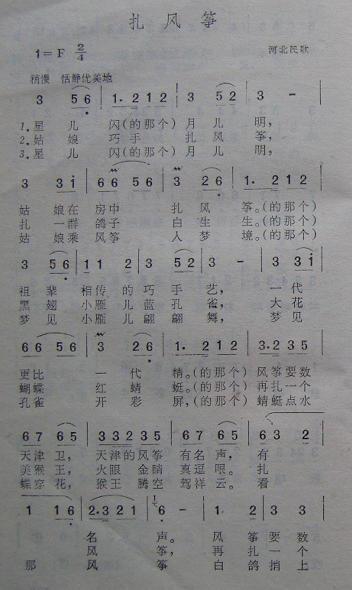 扎风筝
1=F 2/4
河北民歌
稍慢 恬静优美地
3 56 | 1. 212 | 3 52 | 3 - |
1.星儿闪(的那个)月儿明，
2.姑娘巧手扎风筝，
3.星儿闪(的那个)月儿明，
3 3i | 66 56 | 3 26 | 1. 212 |
姑娘在房中扎风筝。(的那个)
扎一群鸽子白生生。(的那个)
姑娘乘风筝入梦境。(的那个)
3 56 | 11 2 | 3 52 | 3 - | 3 3i |
祖辈相传的巧手艺，一代
黑翅小雁儿蓝孔雀，大花
梦见小雁儿翩翩舞，梦见
66 56 | 3 26 | 1. 212 | 3.235 |
更比一代精。(的那个)风筝要数
蝴蝶红蜻蜓。(的那个)再扎一个
孔雀开彩屏，(的那个)蜻蜓点水
67 65 | 3235 | 67 65 | 63 2 |
天津卫，天津的风筝有名声，有
美猴王，火眼金睛真逗哏。扎
蝶穿花，猴王腾空驾祥云。看
1 16 | 2.321 | 1 0 | 3 2 3 5 |
名声。风筝要数
风筝，再扎一个
那风筝白鸽捎上